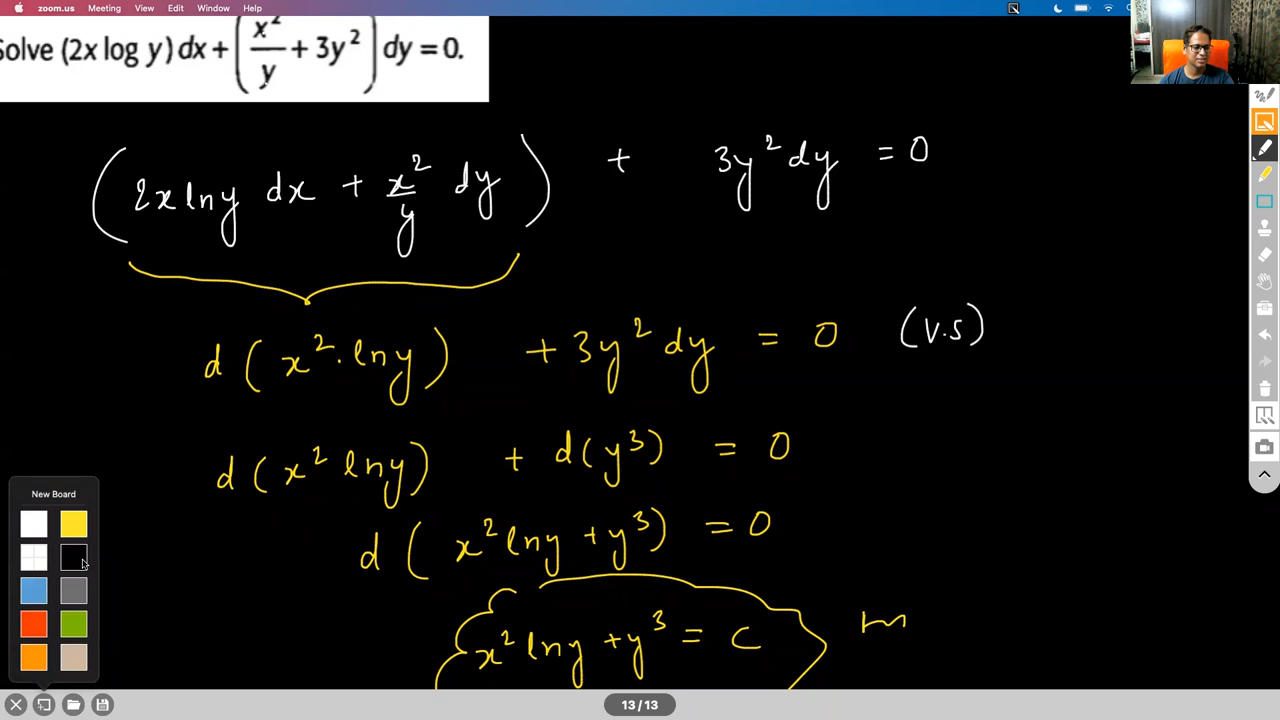 zoom.us Meeting View Edit Window Help
Solve (2x log y) dx + (x²/y + 3y²) dy = 0.
(2x ln y dx + x²/y dy) + 3y² dy = 0
d(x². ln y) + 3y² dy = 0 (V.S)
d(x² ln y) + d(y³) = 0
d(x² ln y + y³) = 0
x² ln y + y³ = C
New Board
13/13